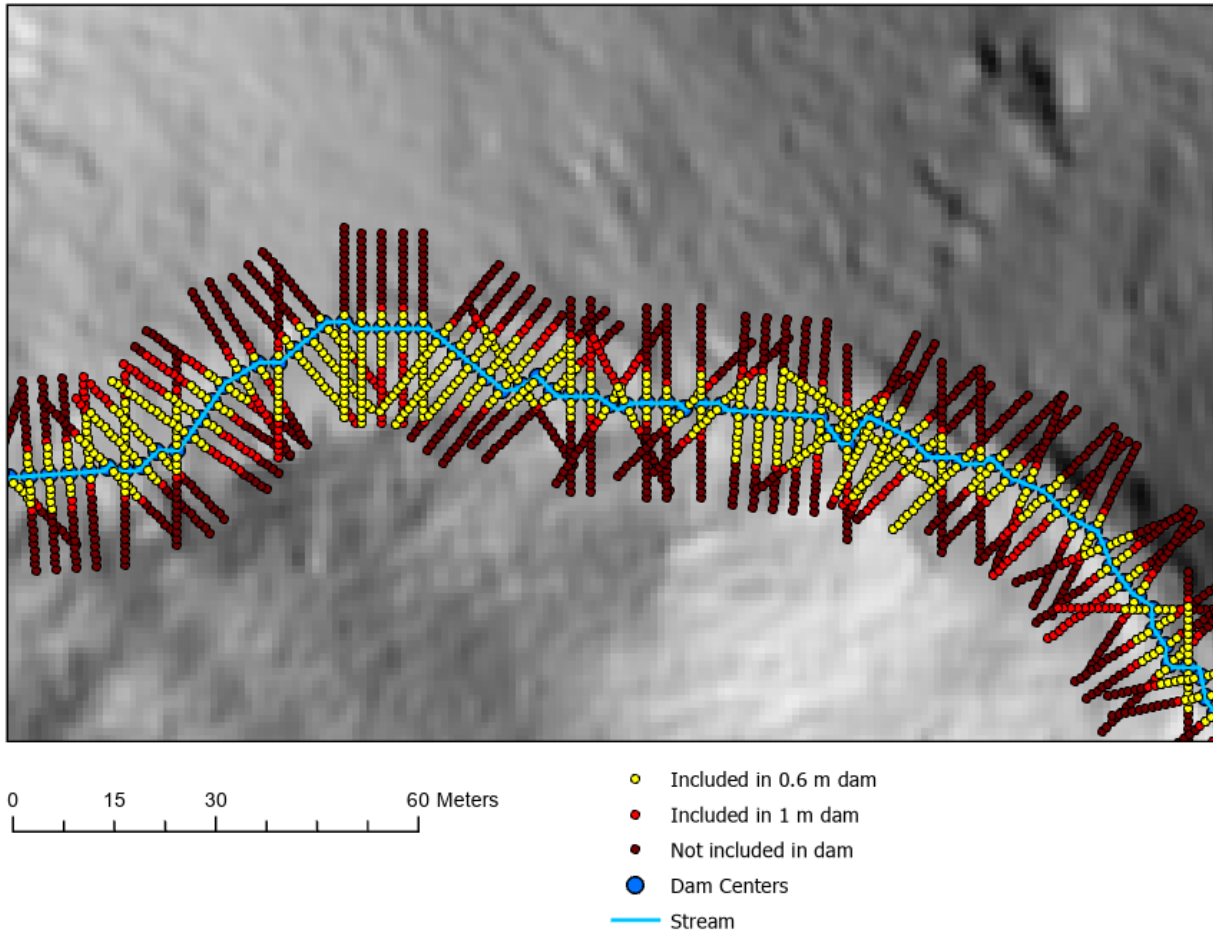 0 15 30 60 Meters
Included in 0.6 m dam
Included in 1 m dam
Not included in dam
Dam Centers
Stream